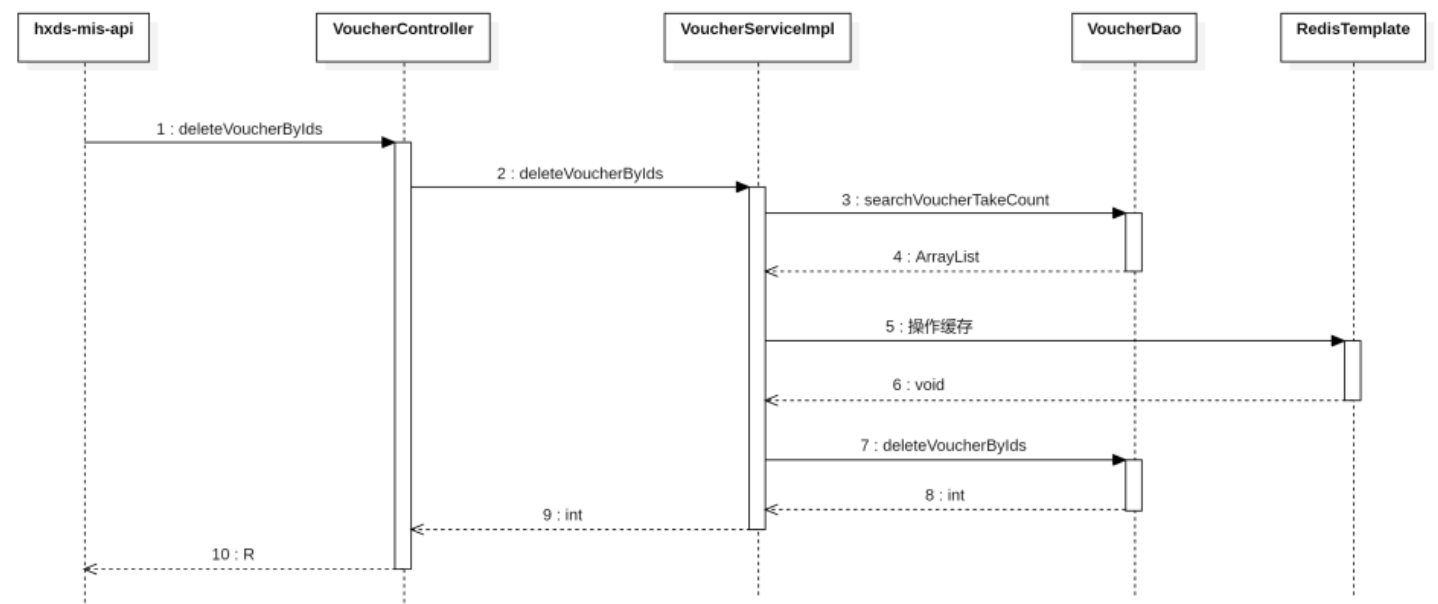 hxds-mis-api
VoucherController
VoucherServiceImpl
VoucherDao
RedisTemplate
1 : deleteVoucherByIds
2 : deleteVoucherByIds
3 : searchVoucherTakeCount
4 : ArrayList
5 : 操作缓存
6 : void
7 : deleteVoucherByIds
8 : int
9 : int
10 : R